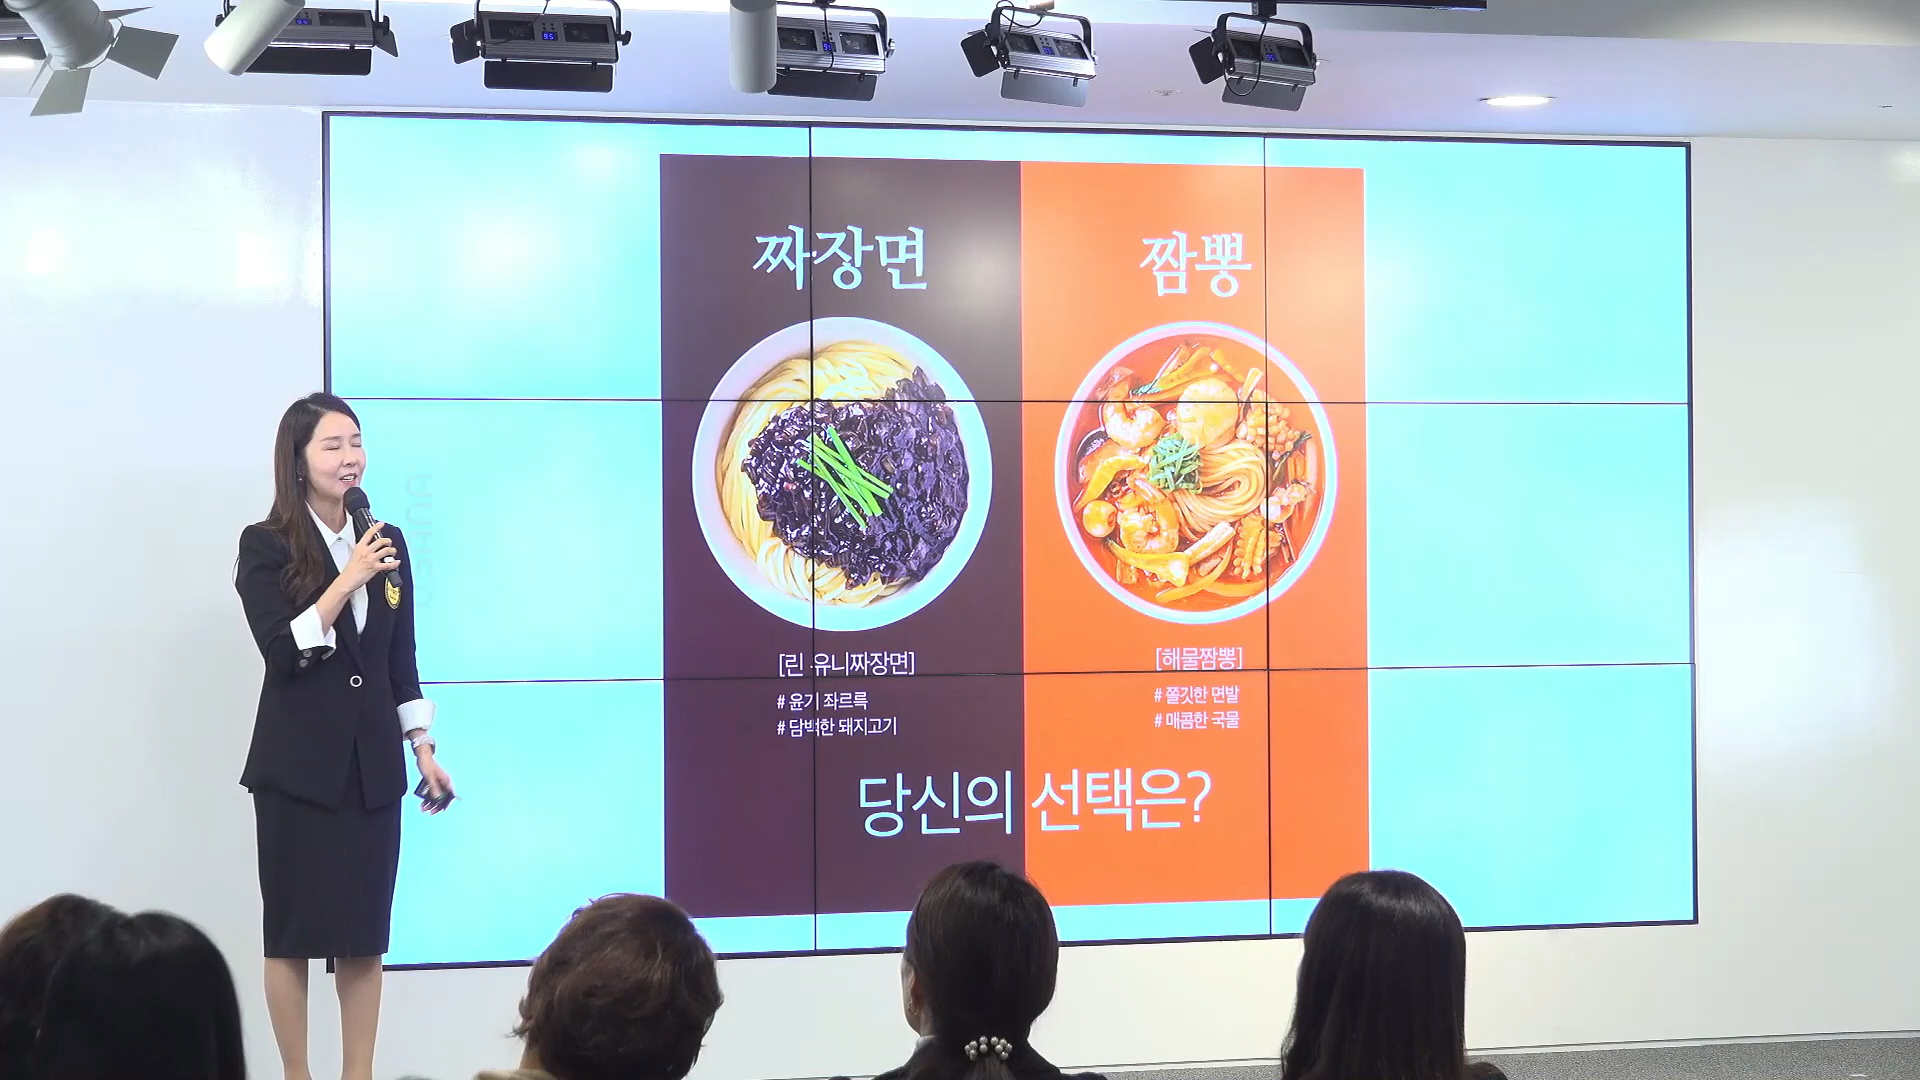 짜장면
짬뽕
[린 유니짜장면]
# 윤기 좌르륵
# 담백한 돼지고기
[해물짬뽕]
# 쫄깃한 면발
# 매콤한 국물
당신의 선택은?